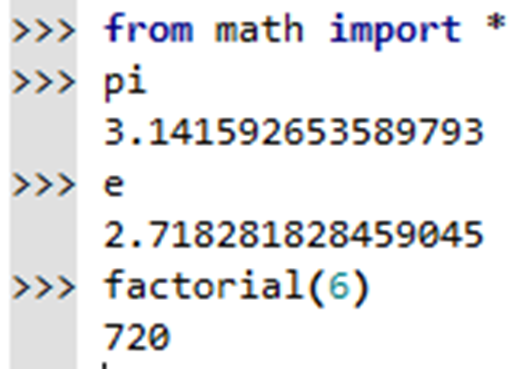 >>> from math import *
>>> pi
3.141592653589793
>>> e
2.718281828459045
>>> factorial(6)
720